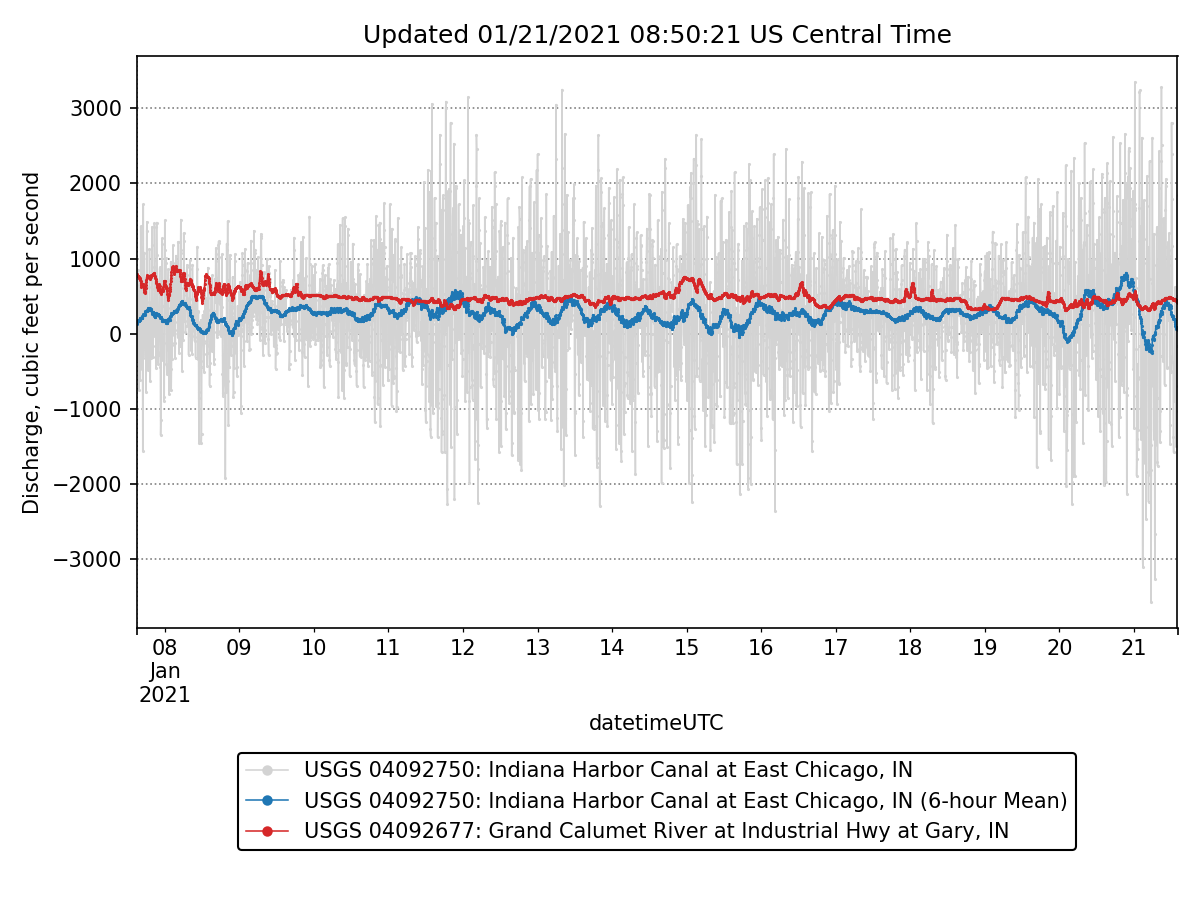 Updated 01/21/2021 08:50:21 US Central Time
Discharge, cubic feet per second
3000
2000
1000
0
−1000
−2000
−3000
08 09 10 11 12 13 14 15 16 17 18 19 20 21
Jan
2021
datetimeUTC
USGS 04092750: Indiana Harbor Canal at East Chicago, IN
USGS 04092750: Indiana Harbor Canal at East Chicago, IN (6-hour Mean)
USGS 04092677: Grand Calumet River at Industrial Hwy at Gary, IN